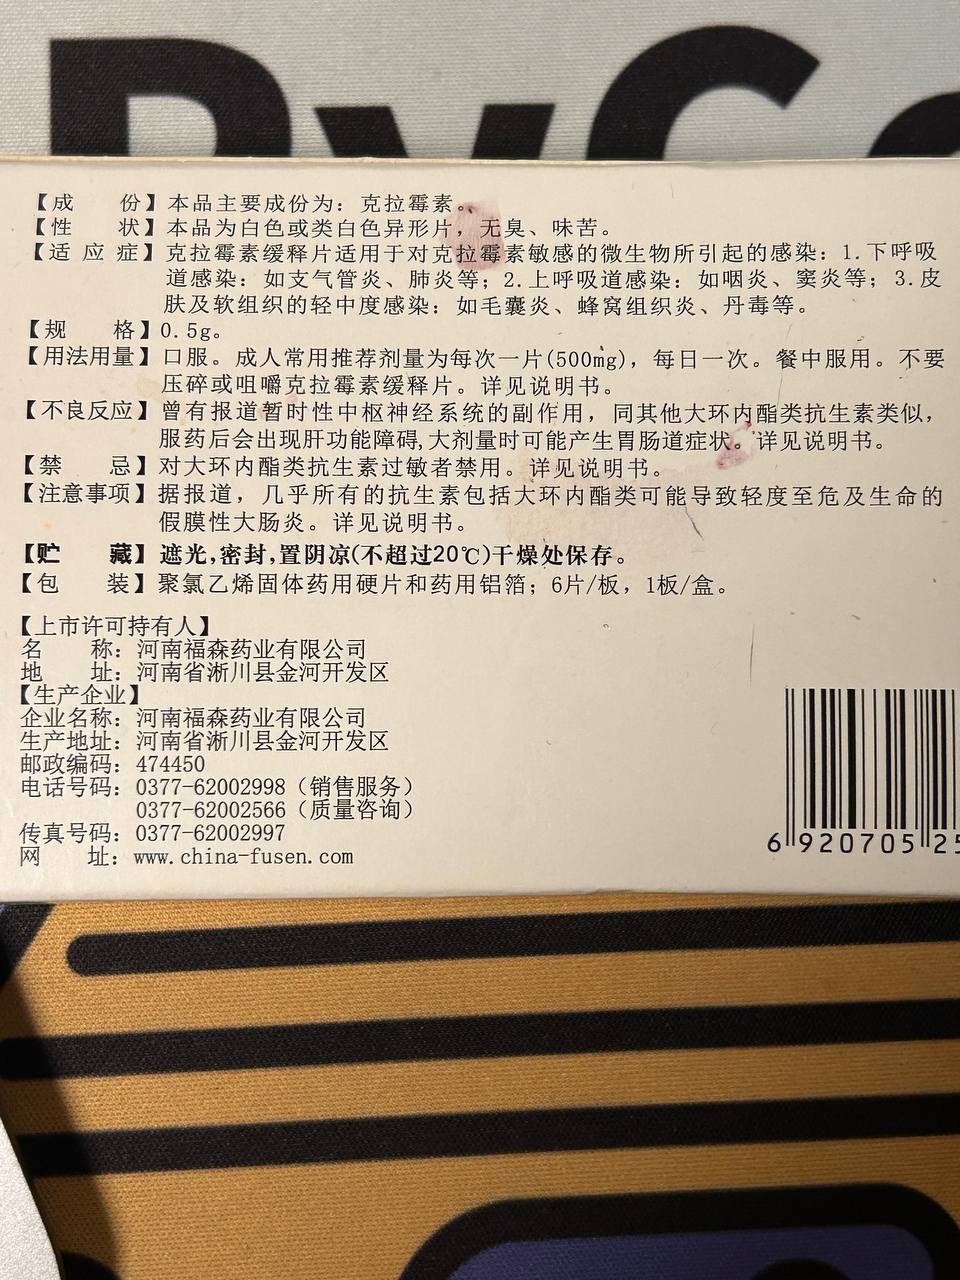 【成　　份】本品主要成份为：克拉霉素。
【性　　状】本品为白色或类白色异形片，无臭、味苦。
【适 应 症】克拉霉素缓释片适用于对克拉霉素敏感的微生物所引起的感染：1.下呼吸
道感染：如支气管炎、肺炎等；2.上呼吸道感染：如咽炎、窦炎等；3.皮
肤及软组织的轻中度感染：如毛囊炎、蜂窝组织炎、丹毒等。
【规　　格】0.5g。
【用法用量】口服。成人常用推荐剂量为每次一片(500mg)，每日一次。餐中服用。不要
压碎或咀嚼克拉霉素缓释片。详见说明书。
【不良反应】曾有报道暂时性中枢神经系统的副作用，同其他大环内酯类抗生素类似，
服药后会出现肝功能障碍,大剂量时可能产生胃肠道症状。详见说明书。
【禁　　忌】对大环内酯类抗生素过敏者禁用。详见说明书。
【注意事项】据报道，几乎所有的抗生素包括大环内酯类可能导致轻度至危及生命的
假膜性大肠炎。详见说明书。
【贮　　藏】遮光,密封,置阴凉(不超过20℃)干燥处保存。
【包　　装】聚氯乙烯固体药用硬片和药用铝箔；6片/板，1板/盒。
【上市许可持有人】
名　　称：河南福森药业有限公司
地　　址：河南省淅川县金河开发区
【生产企业】
企业名称：河南福森药业有限公司
生产地址：河南省淅川县金河开发区
邮政编码：474450
电话号码：0377-62002998（销售服务）
0377-62002566（质量咨询）
传真号码：0377-62002997
网　　址：www.china-fusen.com
6 920705 25